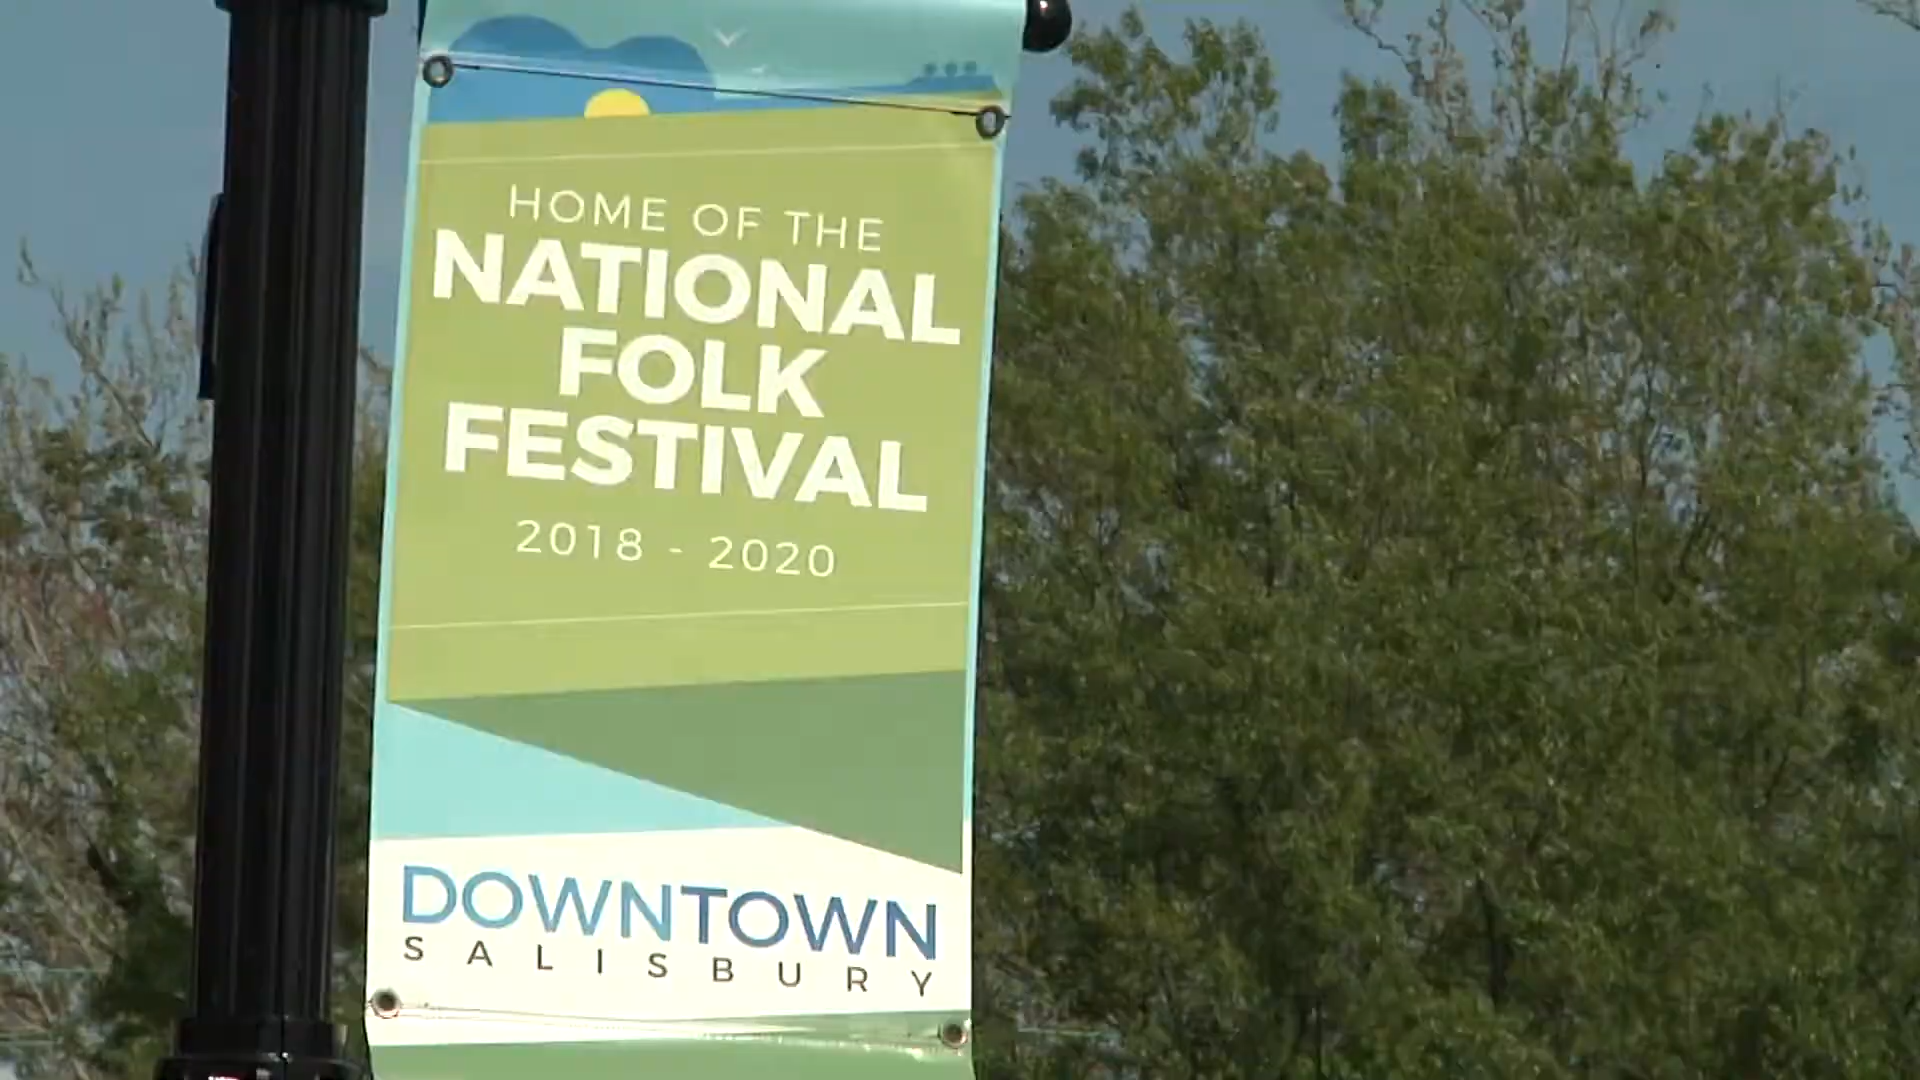 HOME OF THE
NATIONAL
FOLK
FESTIVAL
2018 - 2020
DOWNTOWN
SALISBURY